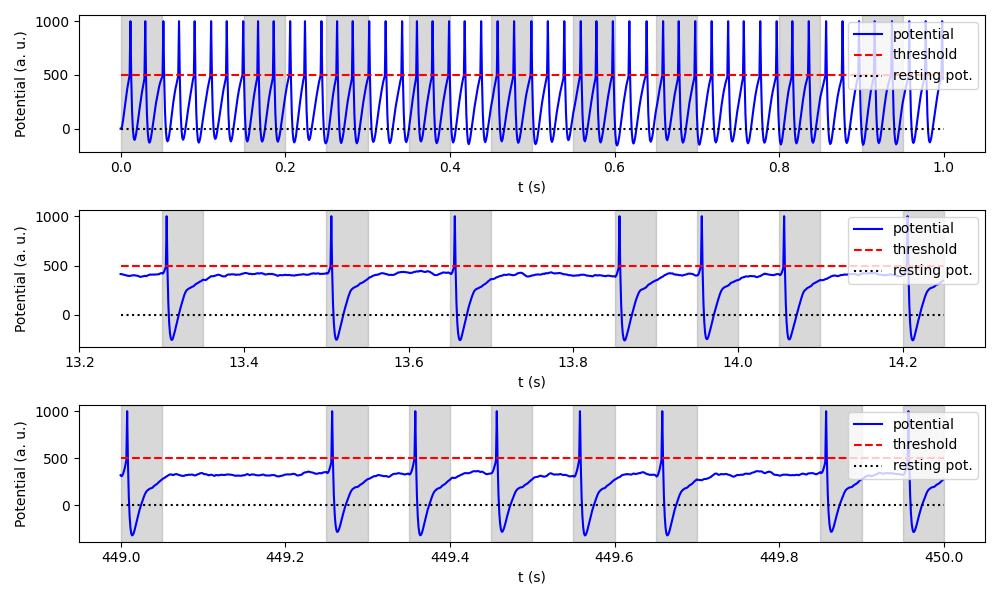 Potential (a. u.)
1000
500
0
0.0 0.2 0.4 0.6 0.8 1.0
t (s)
potential
threshold
resting pot.
Potential (a. u.)
1000
500
0
13.2 13.4 13.6 13.8 14.0 14.2
t (s)
potential
threshold
resting pot.
Potential (a. u.)
1000
500
0
449.0 449.2 449.4 449.6 449.8 450.0
t (s)
potential
threshold
resting pot.